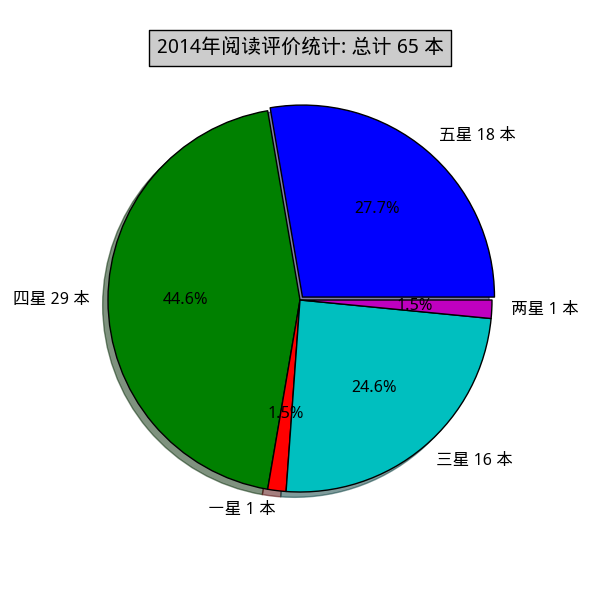 2014年阅读评价统计: 总计 65 本
五星 18 本
27.7%
四星 29 本
44.6%
两星 1 本
1.5%
24.6%
1.5%
三星 16 本
一星 1 本